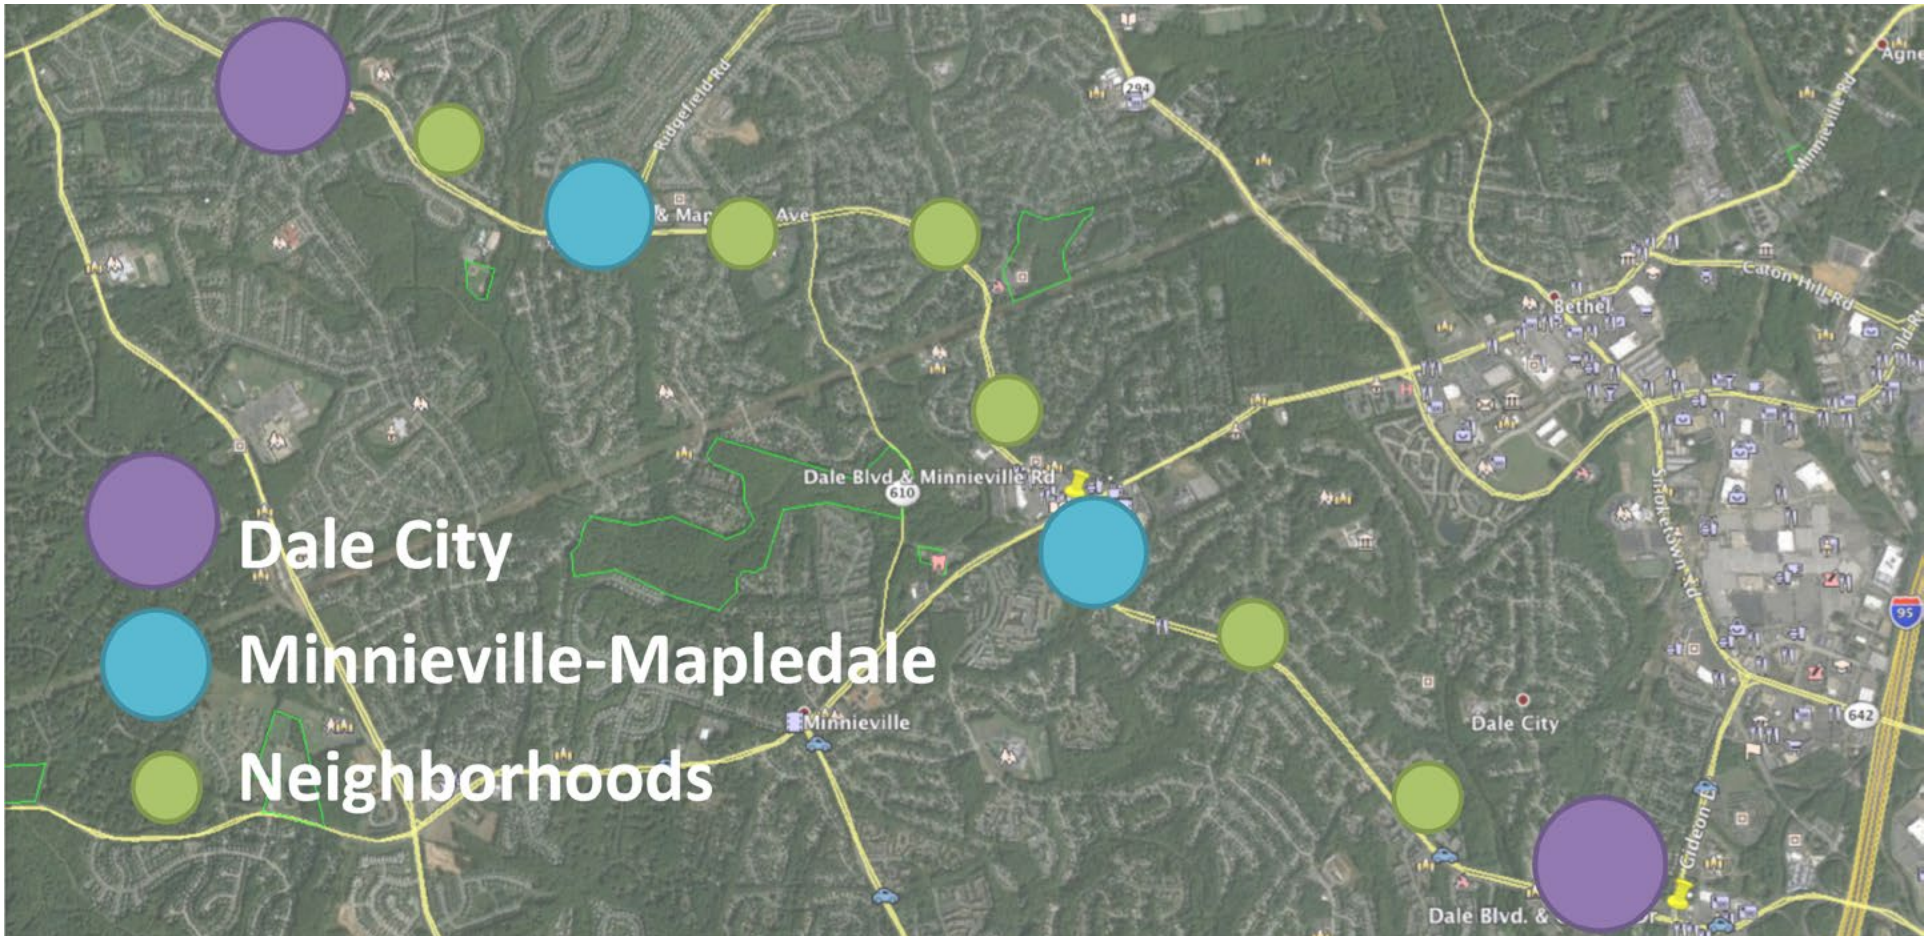 Agne
294
Ridgefield Rd
Minnieville Rd
& Map Ave
Caton Hill Rd
Bethel
Old
Dale Blvd & Minnieville Rd
610
Smoketown Rd
Dale City
95
Minnieville-Mapledale
Minnieville
Dale City
642
Neighborhoods
Gideon
Dale Blvd. &